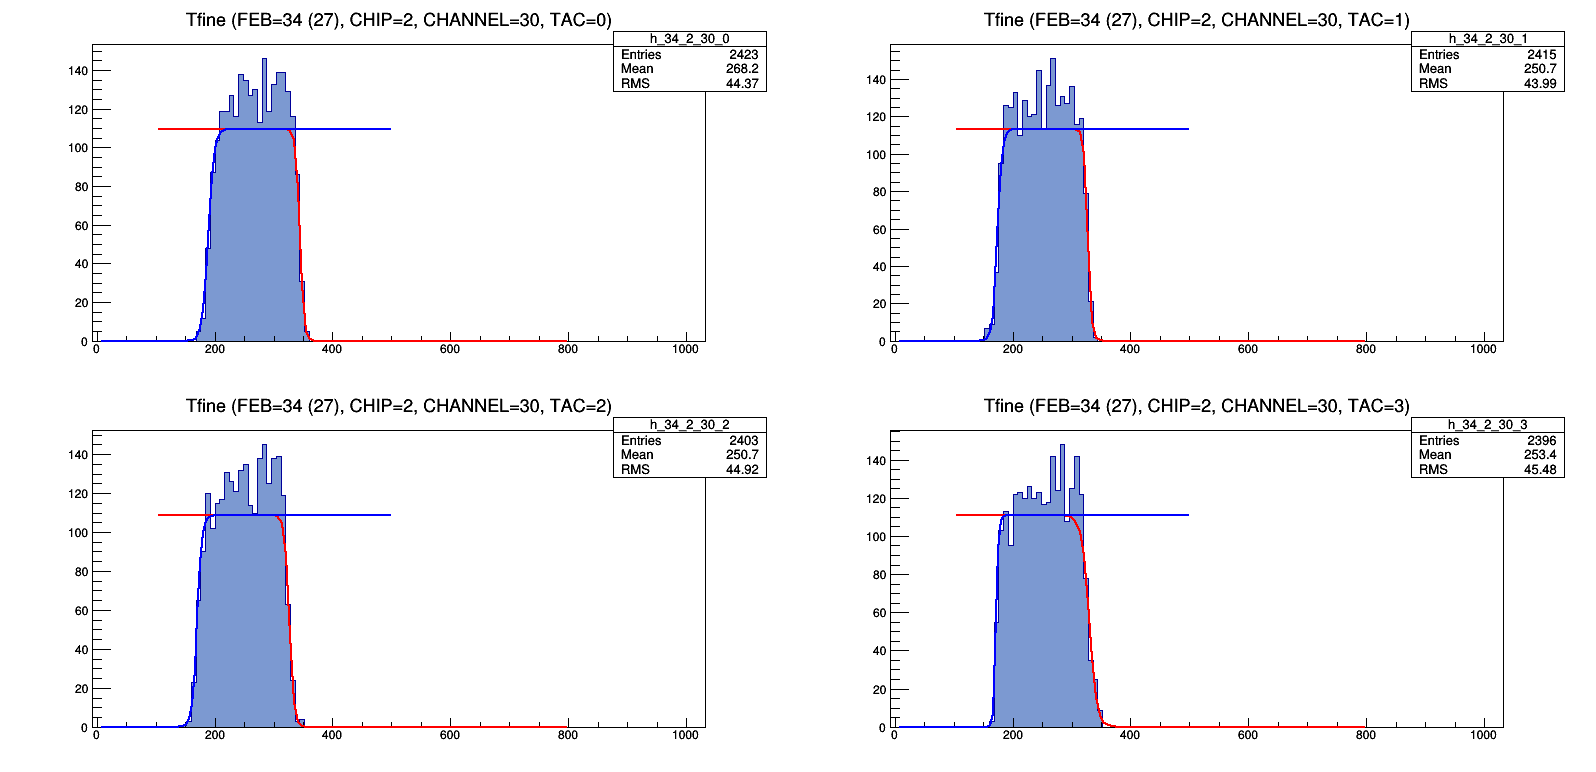 Tfine (FEB=34 (27), CHIP=2, CHANNEL=30, TAC=0)
h_34_2_30_0
Entries 2423
Mean 268.2
RMS 44.37
140
120
100
80
60
40
20
0
0 200 400 600 800 1000
Tfine (FEB=34 (27), CHIP=2, CHANNEL=30, TAC=1)
h_34_2_30_1
Entries 2415
Mean 250.7
RMS 43.99
140
120
100
80
60
40
20
0
0 200 400 600 800 1000
Tfine (FEB=34 (27), CHIP=2, CHANNEL=30, TAC=2)
h_34_2_30_2
Entries 2403
Mean 250.7
RMS 44.92
140
120
100
80
60
40
20
0
0 200 400 600 800 1000
Tfine (FEB=34 (27), CHIP=2, CHANNEL=30, TAC=3)
h_34_2_30_3
Entries 2396
Mean 253.4
RMS 45.48
140
120
100
80
60
40
20
0
0 200 400 600 800 1000